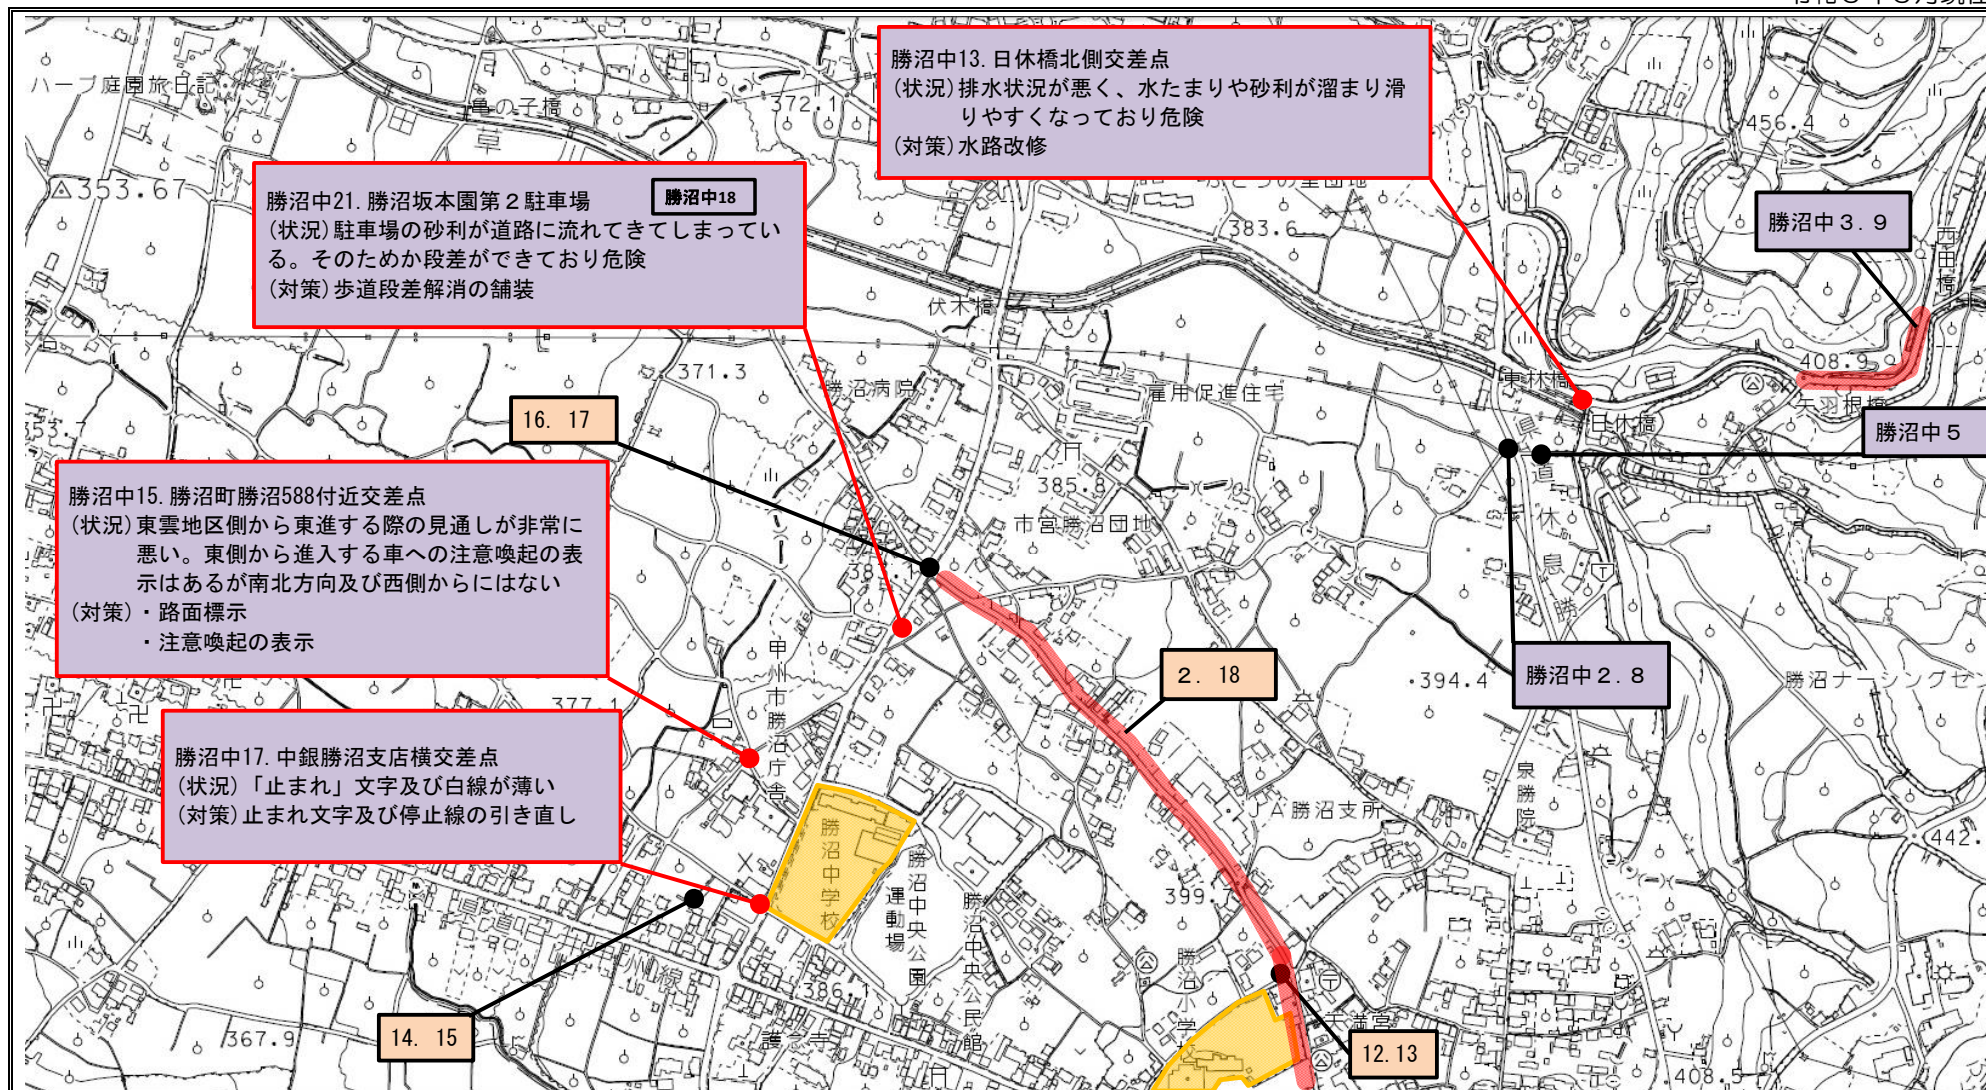 勝沼中13.日休橋北側交差点
(状況)排水状況が悪く、水たまりや砂利が溜まり滑
りやすくなっており危険
(対策)水路改修
ハーブ庭園旅日記
亀の子橋
372.1
草
456.4
△353.67
勝沼中21.勝沼坂本園第2駐車場
勝沼中18
(状況)駐車場の砂利が道路に流れてきてしまってい
る。そのためか段差ができており危険
(対策)歩道段差解消の舗装
383.6
勝沼中3.9
西田橋
伏木橋
371.3
勝沼病院
雇用促進住宅
東林橋
408.9
矢羽根橋
日休橋
16. 17
勝沼中5
385.8
市営勝沼団地
勝沼中15.勝沼町勝沼588付近交差点
(状況)東雲地区側から東進する際の見通しが非常に
悪い。東側から進入する車への注意喚起の表
示はあるが南北方向及び西側からにはない
(対策)・路面標示
・注意喚起の表示
甲州市勝沼庁舎
2. 18
・394.4
勝沼中2.8
377.1
勝沼中17.中銀勝沼支店横交差点
(状況)「止まれ」文字及び白線が薄い
(対策)止まれ文字及び停止線の引き直し
泉勝院
JA勝沼支所
勝沼中学校
勝沼中央公園
運動場
勝沼中央公民館
442.
399.7
386.1
勝沼小学校
14. 15
367.9
天満宮
12.13
408.5